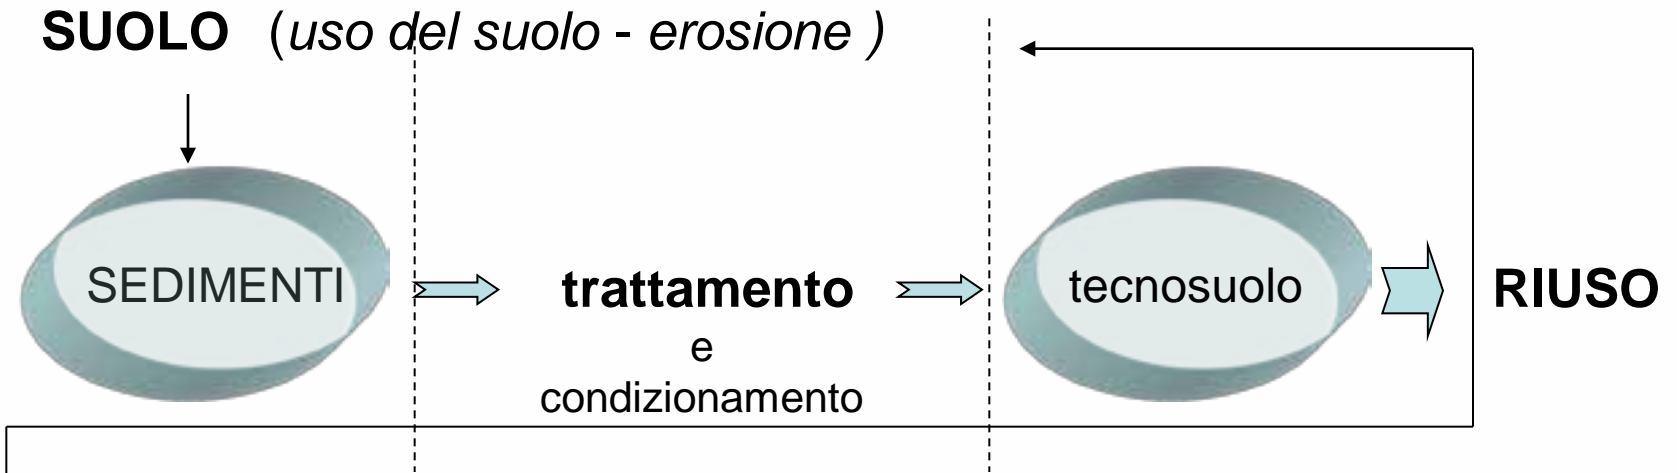 SUOLO (uso del suolo - erosione )
SEDIMENTI
trattamento
e
condizionamento
tecnosuolo
RIUSO